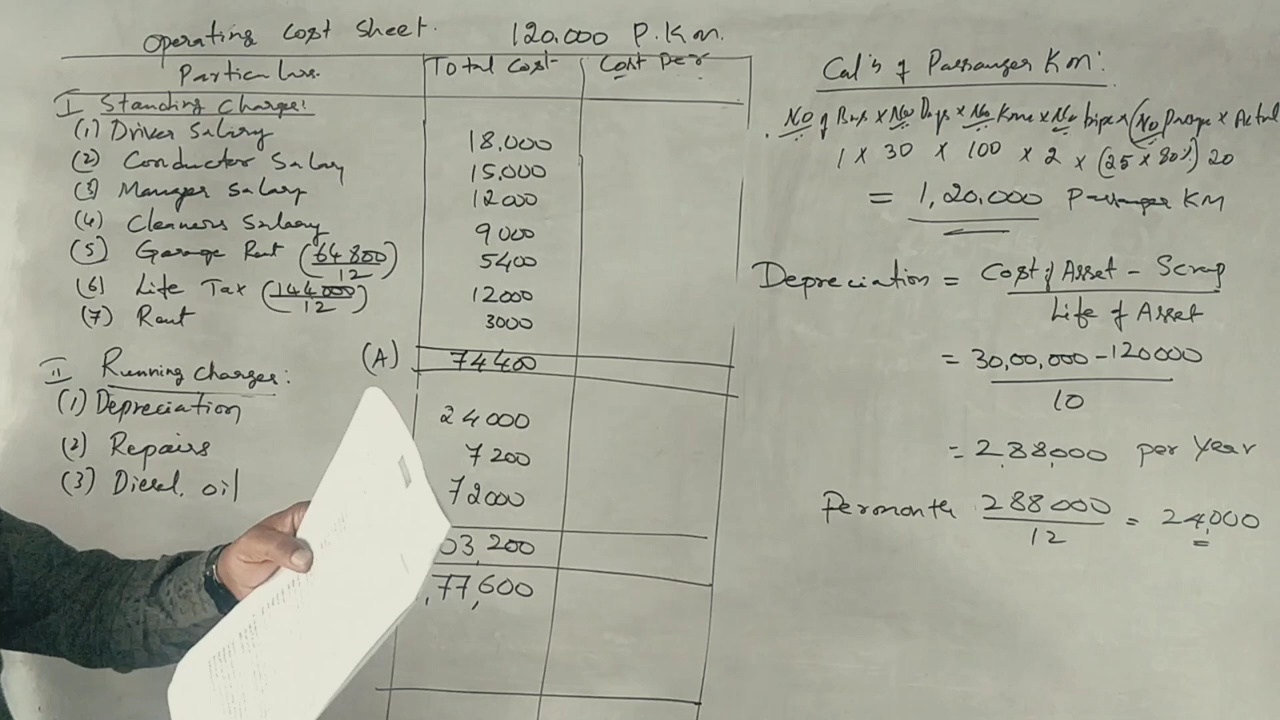 Operating Cost Sheet. 120,000 P.Km.
Particulars. Total Cost Cost Per
I Standing Charge:
(1) Driver Salary 18,000
(2) Conductor Salary 15,000
(3) Manager Salary 12000
(4) Cleaners Salary 9000
(5) Garage Rent (64800/12) 5400
(6) Life Tax (144000/12) 12000
(7) Rent 3000
(A) 74400
II Running Charges:
(1) Depreciation 24000
(2) Repairs 7200
(3) Diesel, oil 72000
03,200
,77,600
Cal's of Passanger KM:
No of Bus x No Days x No Kms x No trips x (No x Actual
1 x 30 x 100 x 2 x (25 x 80%) 20
= 1,20,000 Passanger KM
Depreciation = Cost of Asset - Scrap
Life of Asset
= 30,00,000 - 120000
10
= 2,88,000 per Year
Per month 288000/12 = 24,000